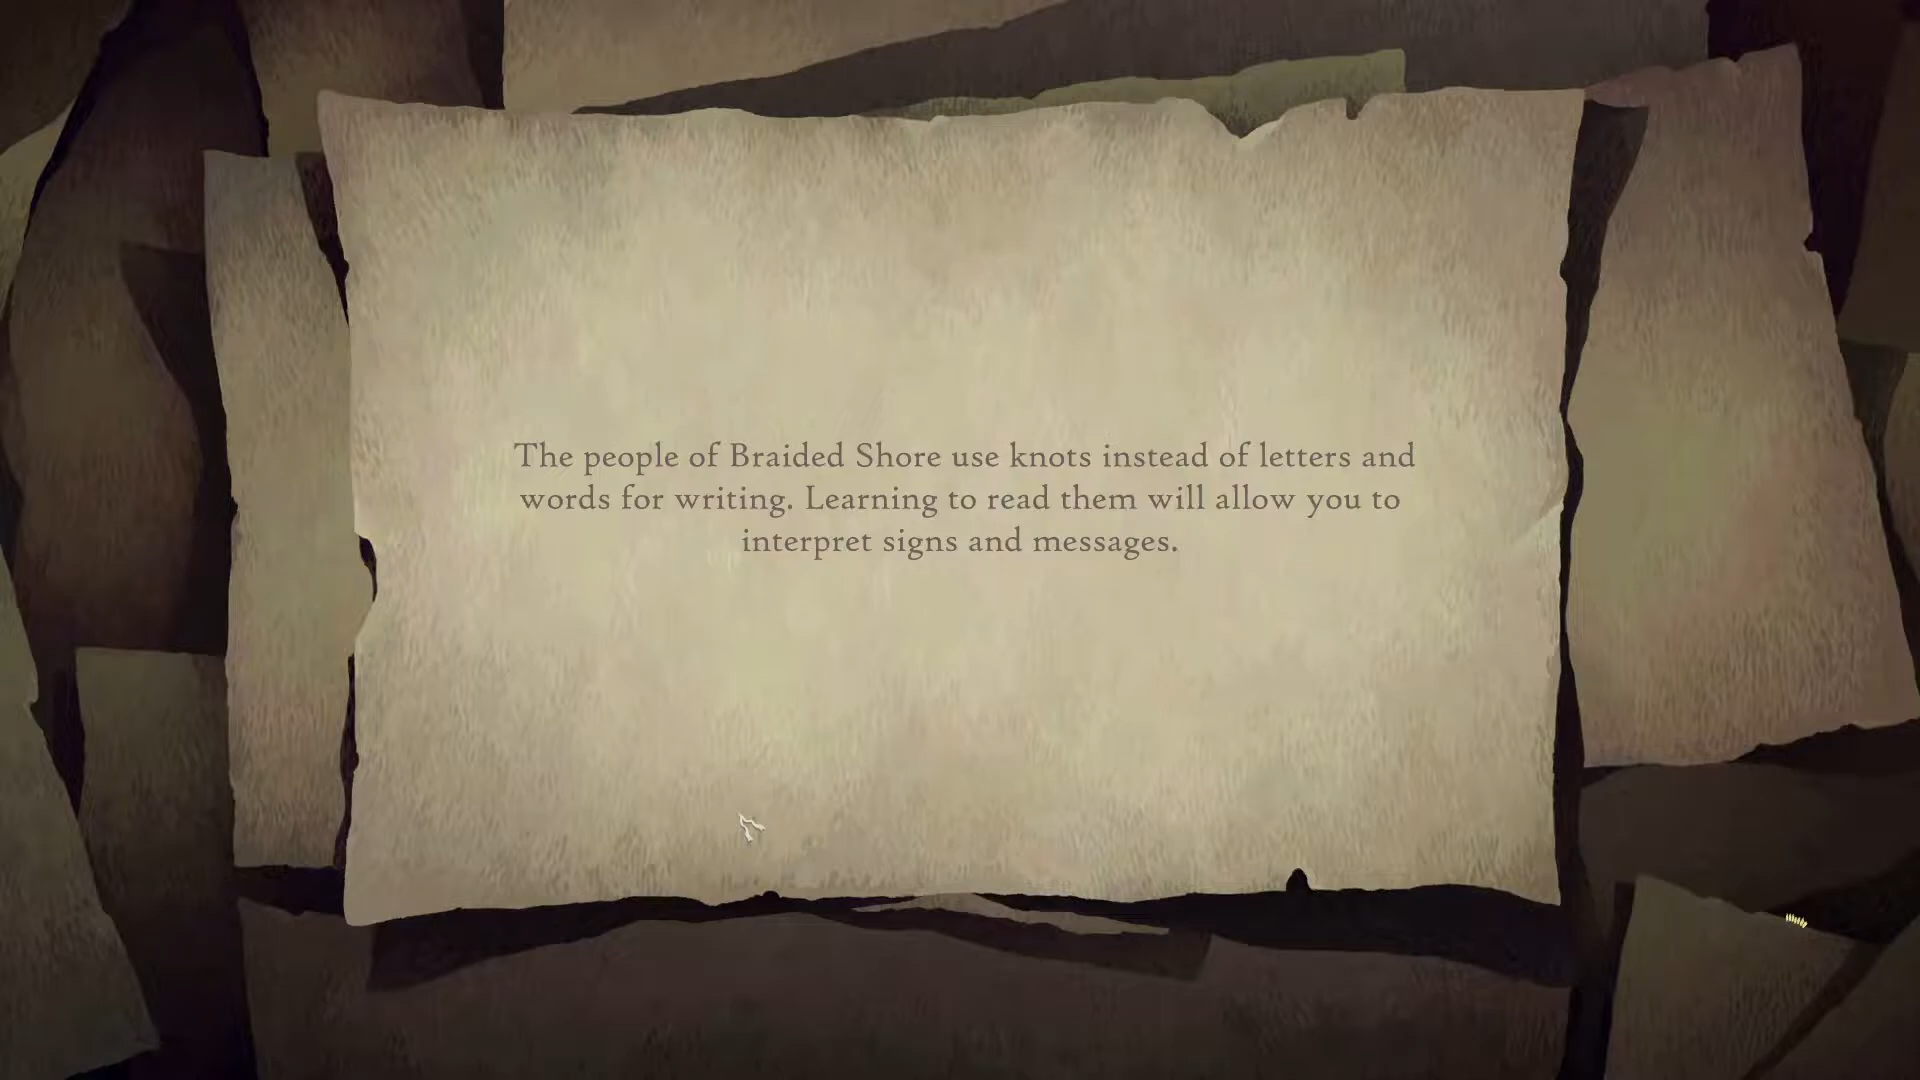 The people of Braided Shore use knots instead of letters and
words for writing. Learning to read them will allow you to
interpret signs and messages.